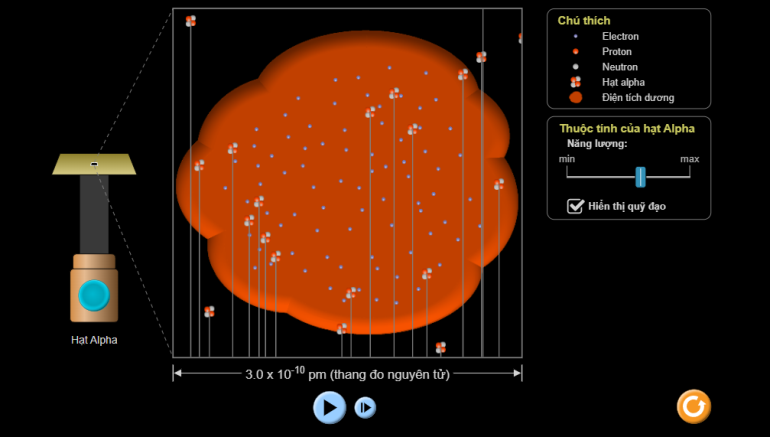 Chú thích
Electron
Proton
Neutron
Hạt alpha
Điện tích dương
Thuộc tính của hạt Alpha
Năng lượng:
min max
Hiển thị quỹ đạo
Hạt Alpha
3.0 x 10⁻¹⁰ pm (thang đo nguyên tử)